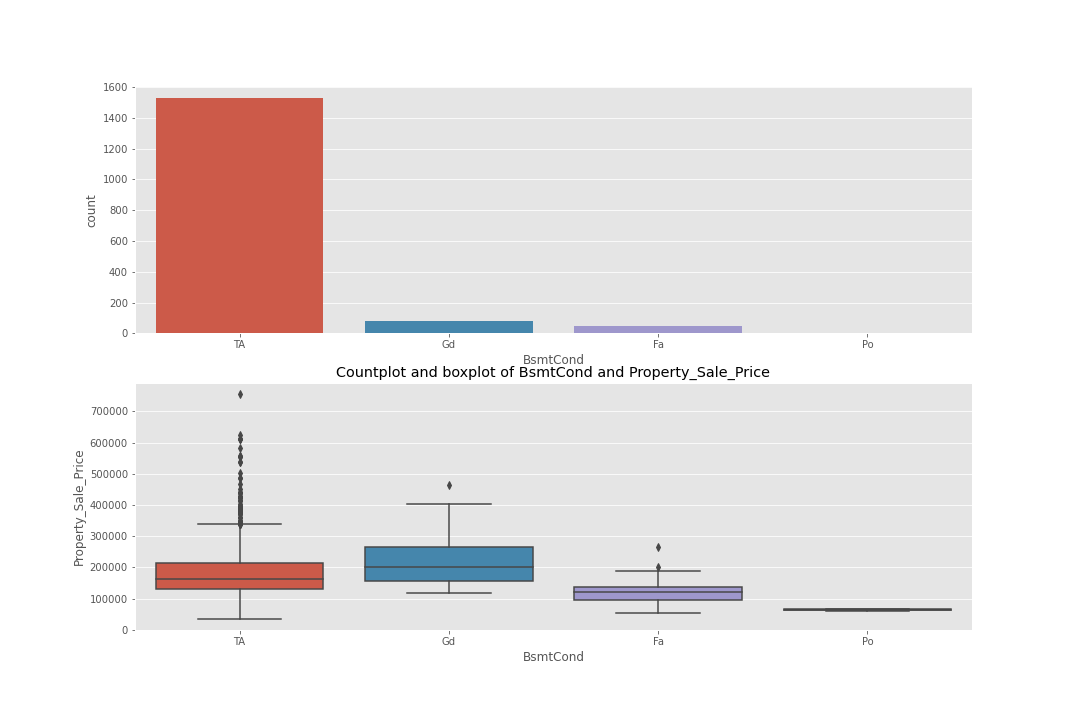 1600
1400
1200
1000
800
600
400
200
0
count
TA Gd Fa Po
BsmtCond
Countplot and boxplot of BsmtCond and Property_Sale_Price
700000
600000
500000
400000
300000
200000
100000
0
Property_Sale_Price
TA Gd Fa Po
BsmtCond